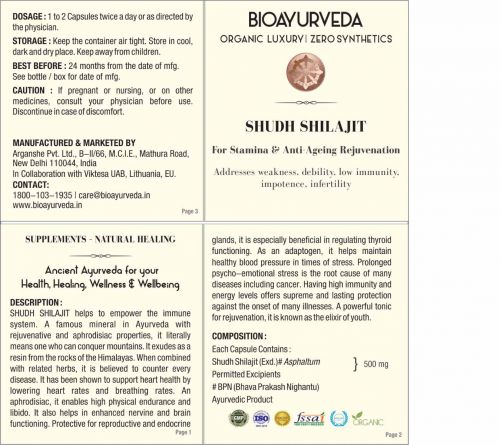 DOSAGE : 1 to 2 Capsules twice a day or as directed by
the physician.
STORAGE : Keep the container air tight. Store in cool,
dark and dry place. Keep away from children.
BEST BEFORE : 24 months from the date of mfg.
See bottle / box for date of mfg.
CAUTION : If pregnant or nursing, or on other
medicines, consult your physician before use.
Discontinue in case of discomfort.
MANUFACTURED & MARKETED BY
Arganshe Pvt. Ltd., B–II/66, M.C.I.E., Mathura Road,
New Delhi 110044, India
In Collaboration with Viktesa UAB, Lithuania, EU.
CONTACT:
1800–103–1935 | care@bioayurveda.in
www.bioayurveda.in
Page 3
BIOAYURVEDA
ORGANIC LUXURY| ZERO SYNTHETICS
SHUDH SHILAJIT
For Stamina & Anti-Ageing Rejuvenation
Addresses weakness, debility, low immunity,
impotence, infertility
SUPPLEMENTS - NATURAL HEALING
Ancient Ayurveda for your
Health, Healing, Wellness & Wellbeing
DESCRIPTION :
SHUDH SHILAJIT helps to empower the immune
system. A famous mineral in Ayurveda with
rejuvenative and aphrodisiac properties, it literally
means one who can conquer mountains. It exudes as a
resin from the rocks of the Himalayas. When combined
with related herbs, it is believed to counter every
disease. It has been shown to support heart health by
lowering heart rates and breathing rates. An
aphrodisiac, it enables high physical endurance and
libido. It also helps in enhanced nervine and brain
functioning. Protective for reproductive and endocrine
Page 1
glands, it is especially beneficial in regulating thyroid
functioning. As an adaptogen, it helps maintain
healthy blood pressure in times of stress. Prolonged
psycho–emotional stress is the root cause of many
diseases including cancer. Having high immunity and
energy levels offers supreme and lasting protection
against the onset of many illnesses. A powerful tonic
for rejuvenation, it is known as the elixir of youth.
COMPOSITION :
Each Capsule Contains :
Shudh Shilajit (Exd.)# Asphaltum } 500 mg
Permitted Excipients
# BPN (Bhava Prakash Nighantu)
Ayurvedic Product
GMP ISO fssai ORGANIC
Page 2